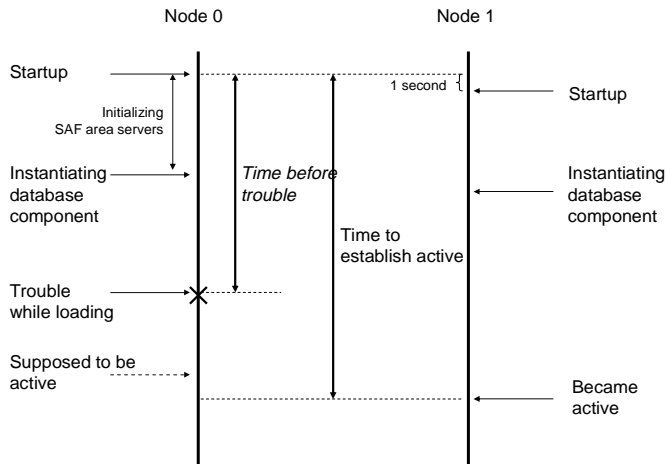 Node 0
Node 1
Startup
1 second
Startup
Initializing
SAF area servers
Instantiating
database
component
Time before
trouble
Instantiating
database
component
Time to
establish active
Trouble
while loading
Supposed to be
active
Became
active